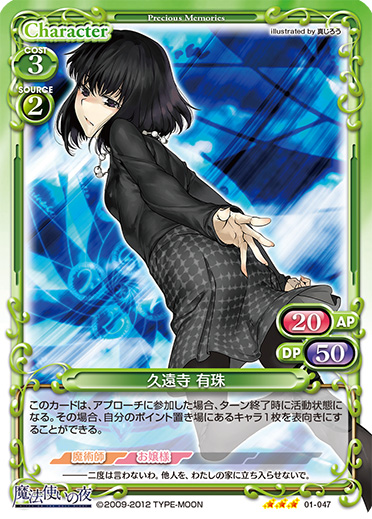 Precious Memories
Character
illustrated by 真じろう
COST
3
SOURCE
2
20 AP
DP 50
久遠寺 有珠
このカードは、アプローチに参加した場合、ターン終了時に活動状態に
なる。その場合、自分のポイント置き場にあるキャラ1枚を表向きにす
ることができる。
魔術師 お嬢様
――二度は言わないわ、他人を、わたしの家に立ち入らせないで。
魔法使いの夜
©2009-2012 TYPE-MOON
★★★ 01-047